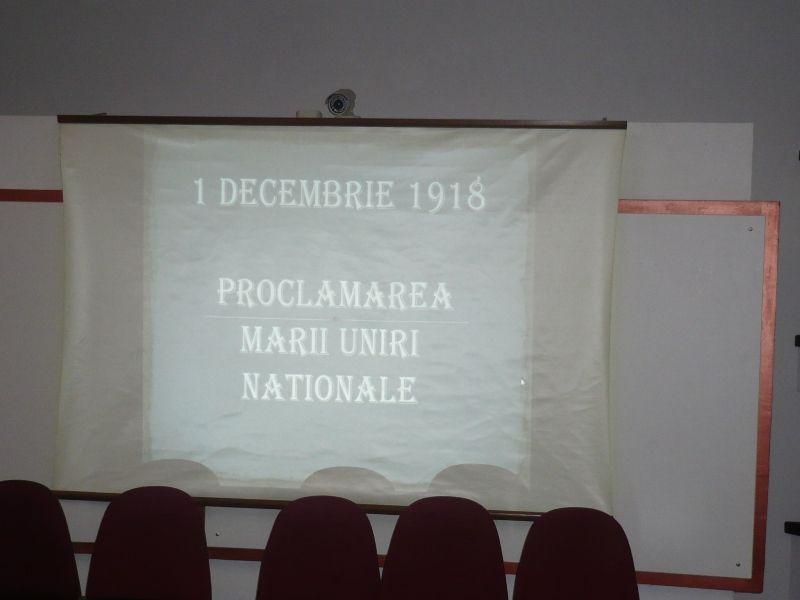 1 DECEMBRIE 1918
PROCLAMAREA
MARII UNIRI
NATIONALE